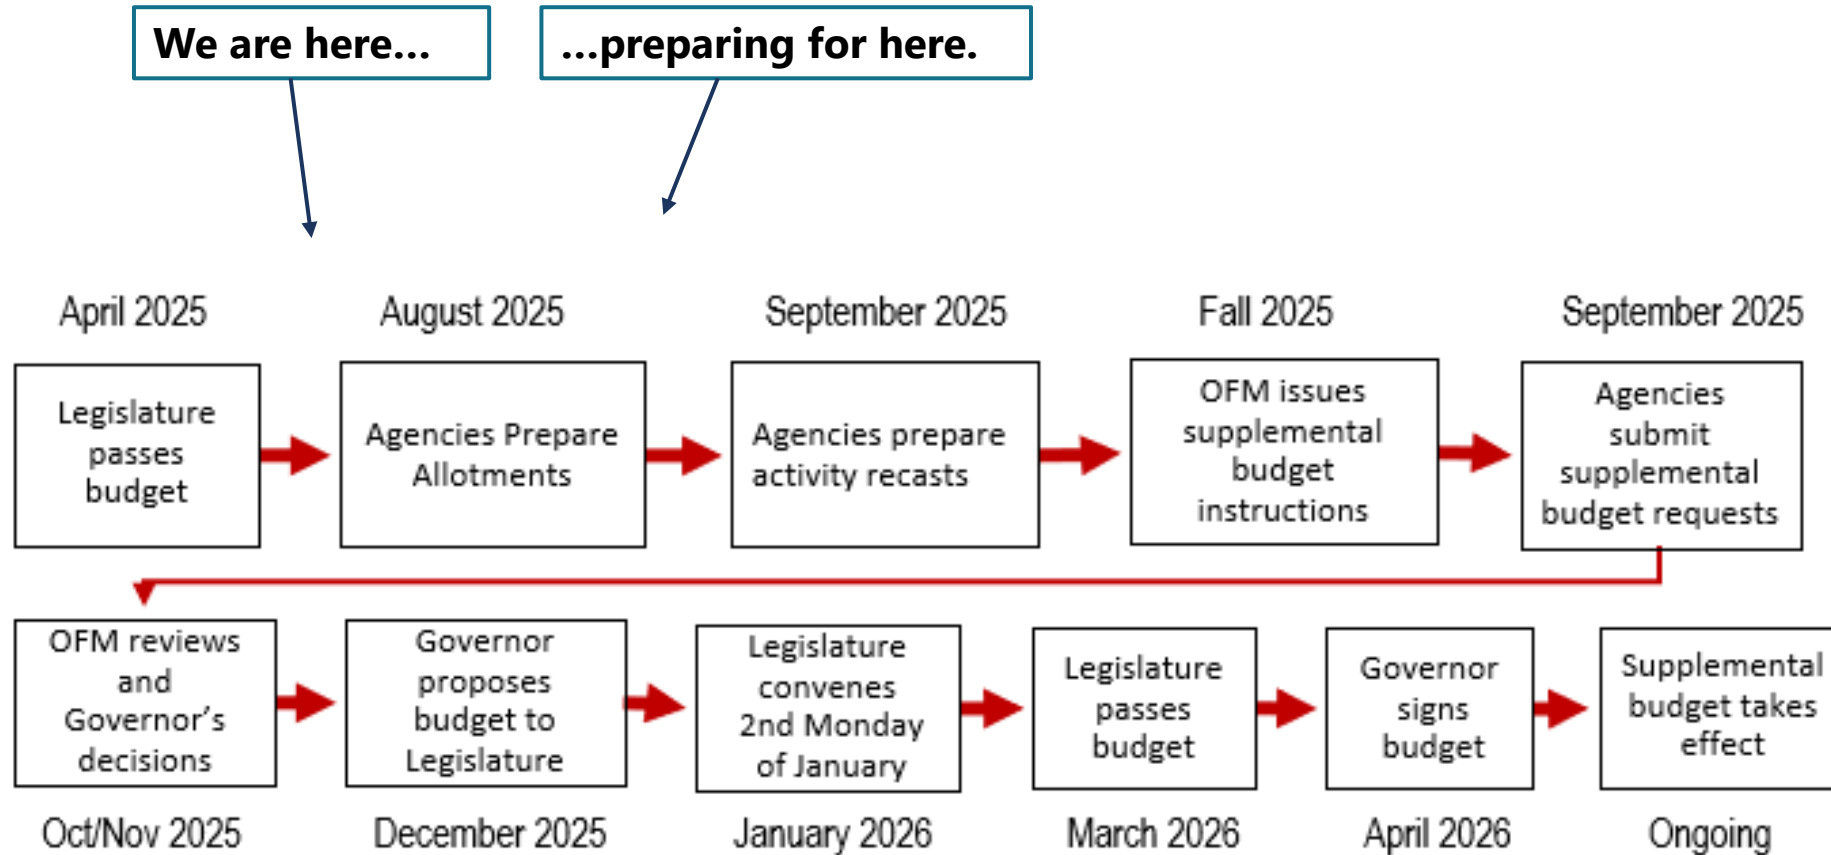 We are here...
...preparing for here.
April 2025
August 2025
September 2025
Fall 2025
September 2025
Legislature
passes
budget
Agencies Prepare
Allotments
Agencies prepare
activity recasts
OFM issues
supplemental
budget
instructions
Agencies
submit
supplemental
budget requests
OFM reviews
and
Governor’s
decisions
Governor
proposes
budget to
Legislature
Legislature
convenes
2nd Monday
of January
Legislature
passes
budget
Governor
signs
budget
Supplemental
budget takes
effect
Oct/Nov 2025
December 2025
January 2026
March 2026
April 2026
Ongoing